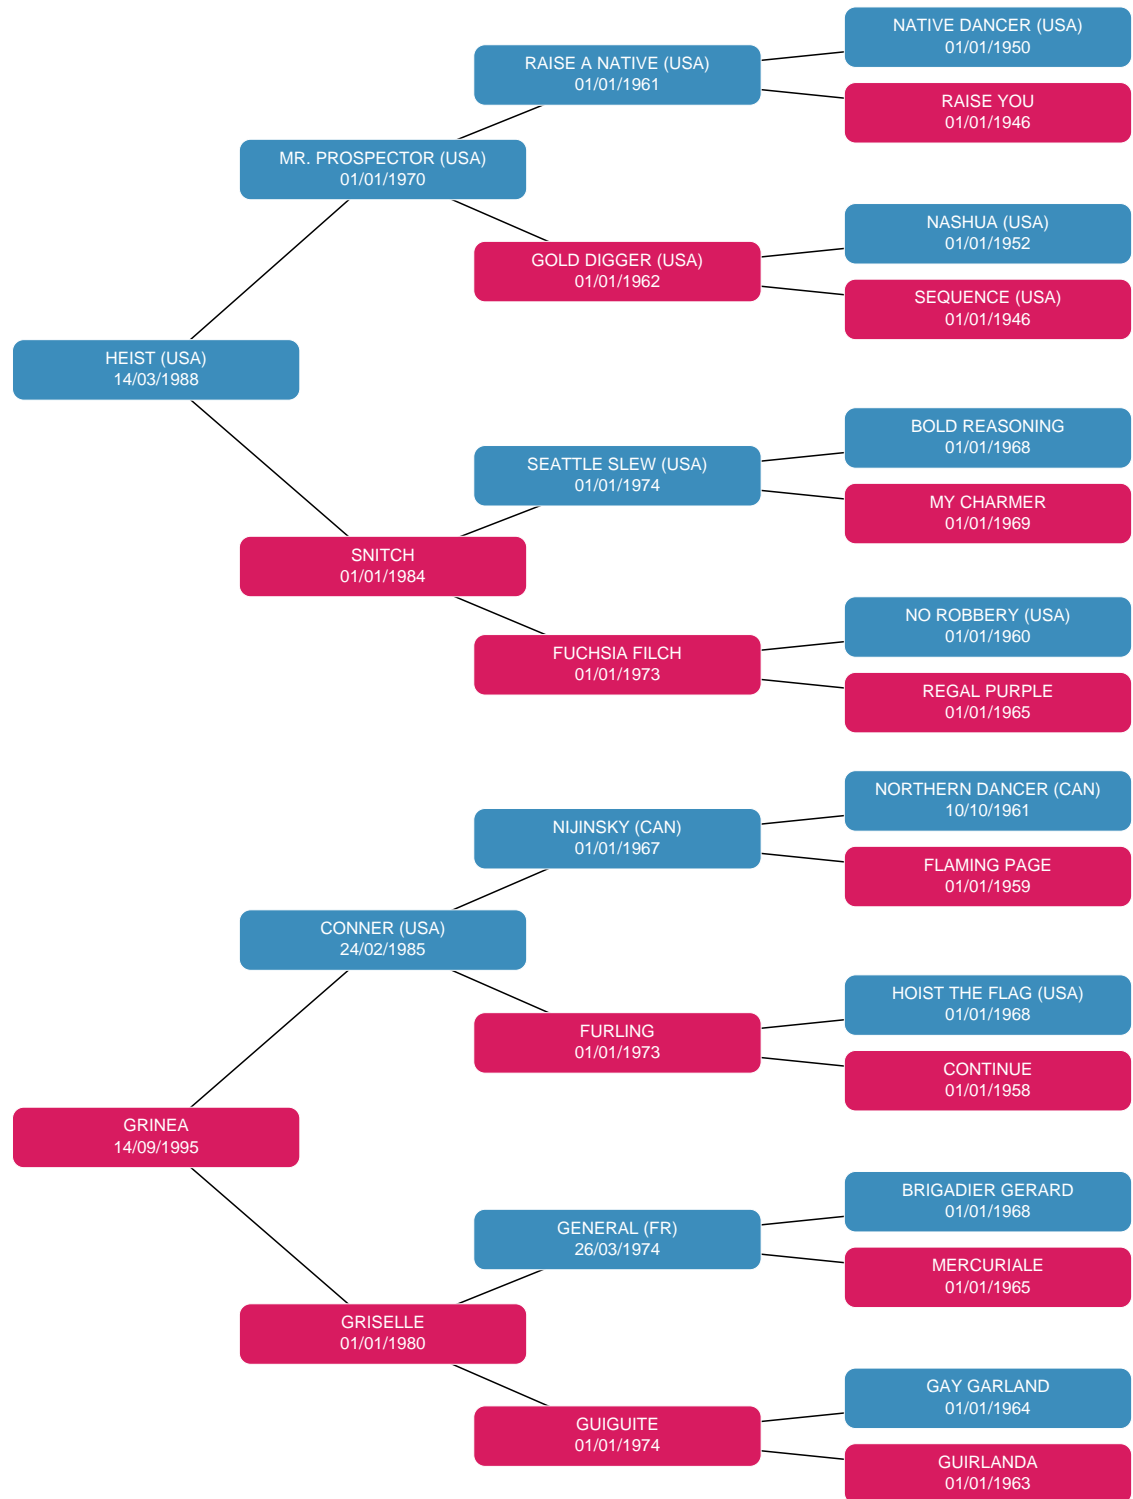 NATIVE DANCER (USA)
01/01/1950
RAISE A NATIVE (USA)
01/01/1961
RAISE YOU
01/01/1946
MR. PROSPECTOR (USA)
01/01/1970
NASHUA (USA)
01/01/1952
GOLD DIGGER (USA)
01/01/1962
SEQUENCE (USA)
01/01/1946
HEIST (USA)
14/03/1988
BOLD REASONING
01/01/1968
SEATTLE SLEW (USA)
01/01/1974
MY CHARMER
01/01/1969
SNITCH
01/01/1984
NO ROBBERY (USA)
01/01/1960
FUCHSIA FILCH
01/01/1973
REGAL PURPLE
01/01/1965
NORTHERN DANCER (CAN)
10/10/1961
NIJINSKY (CAN)
01/01/1967
FLAMING PAGE
01/01/1959
CONNER (USA)
24/02/1985
HOIST THE FLAG (USA)
01/01/1968
FURLING
01/01/1973
CONTINUE
01/01/1958
GRINEA
14/09/1995
BRIGADIER GERARD
01/01/1968
GENERAL (FR)
26/03/1974
MERCURIALE
01/01/1965
GRISELLE
01/01/1980
GAY GARLAND
01/01/1964
GUIGUITE
01/01/1974
GUIRLANDA
01/01/1963